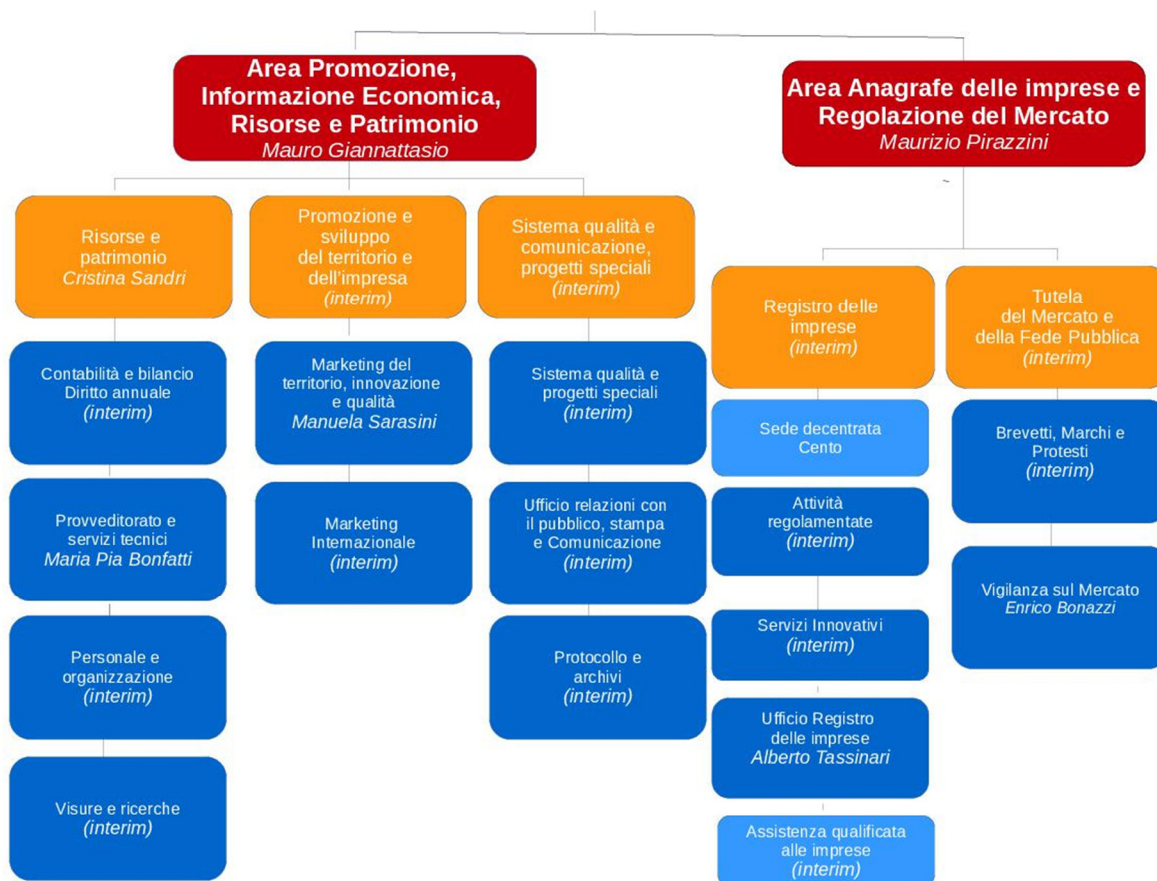 Area Promozione,
Informazione Economica,
Risorse e Patrimonio
Mauro Giannattasio
Area Anagrafe delle imprese e
Regolazione del Mercato
Maurizio Pirazzini
~
Risorse e
patrimonio
Cristina Sandri
Promozione e
sviluppo
del territorio e
dell'impresa
(interim)
Sistema qualità e
comunicazione,
progetti speciali
(interim)
Registro delle
imprese
(interim)
Tutela
del Mercato e
della Fede Pubblica
(interim)
Contabilità e bilancio
Diritto annuale
(interim)
Provveditorato e
servizi tecnici
Maria Pia Bonfatti
Personale e
organizzazione
(interim)
Visure e ricerche
(interim)
Marketing del
territorio, innovazione
e qualità
Manuela Sarasini
Marketing
Internazionale
(interim)
Sistema qualità e
progetti speciali
(interim)
Ufficio relazioni con
il pubblico, stampa
e Comunicazione
(interim)
Protocollo e
archivi
(interim)
Sede decentrata
Cento
Attività
regolamentate
(interim)
Servizi Innovativi
(interim)
Ufficio Registro
delle imprese
Alberto Tassinari
Assistenza qualificata
alle imprese
(interim)
Brevetti, Marchi e
Protesti
(interim)
Vigilanza sul Mercato
Enrico Bonazzi